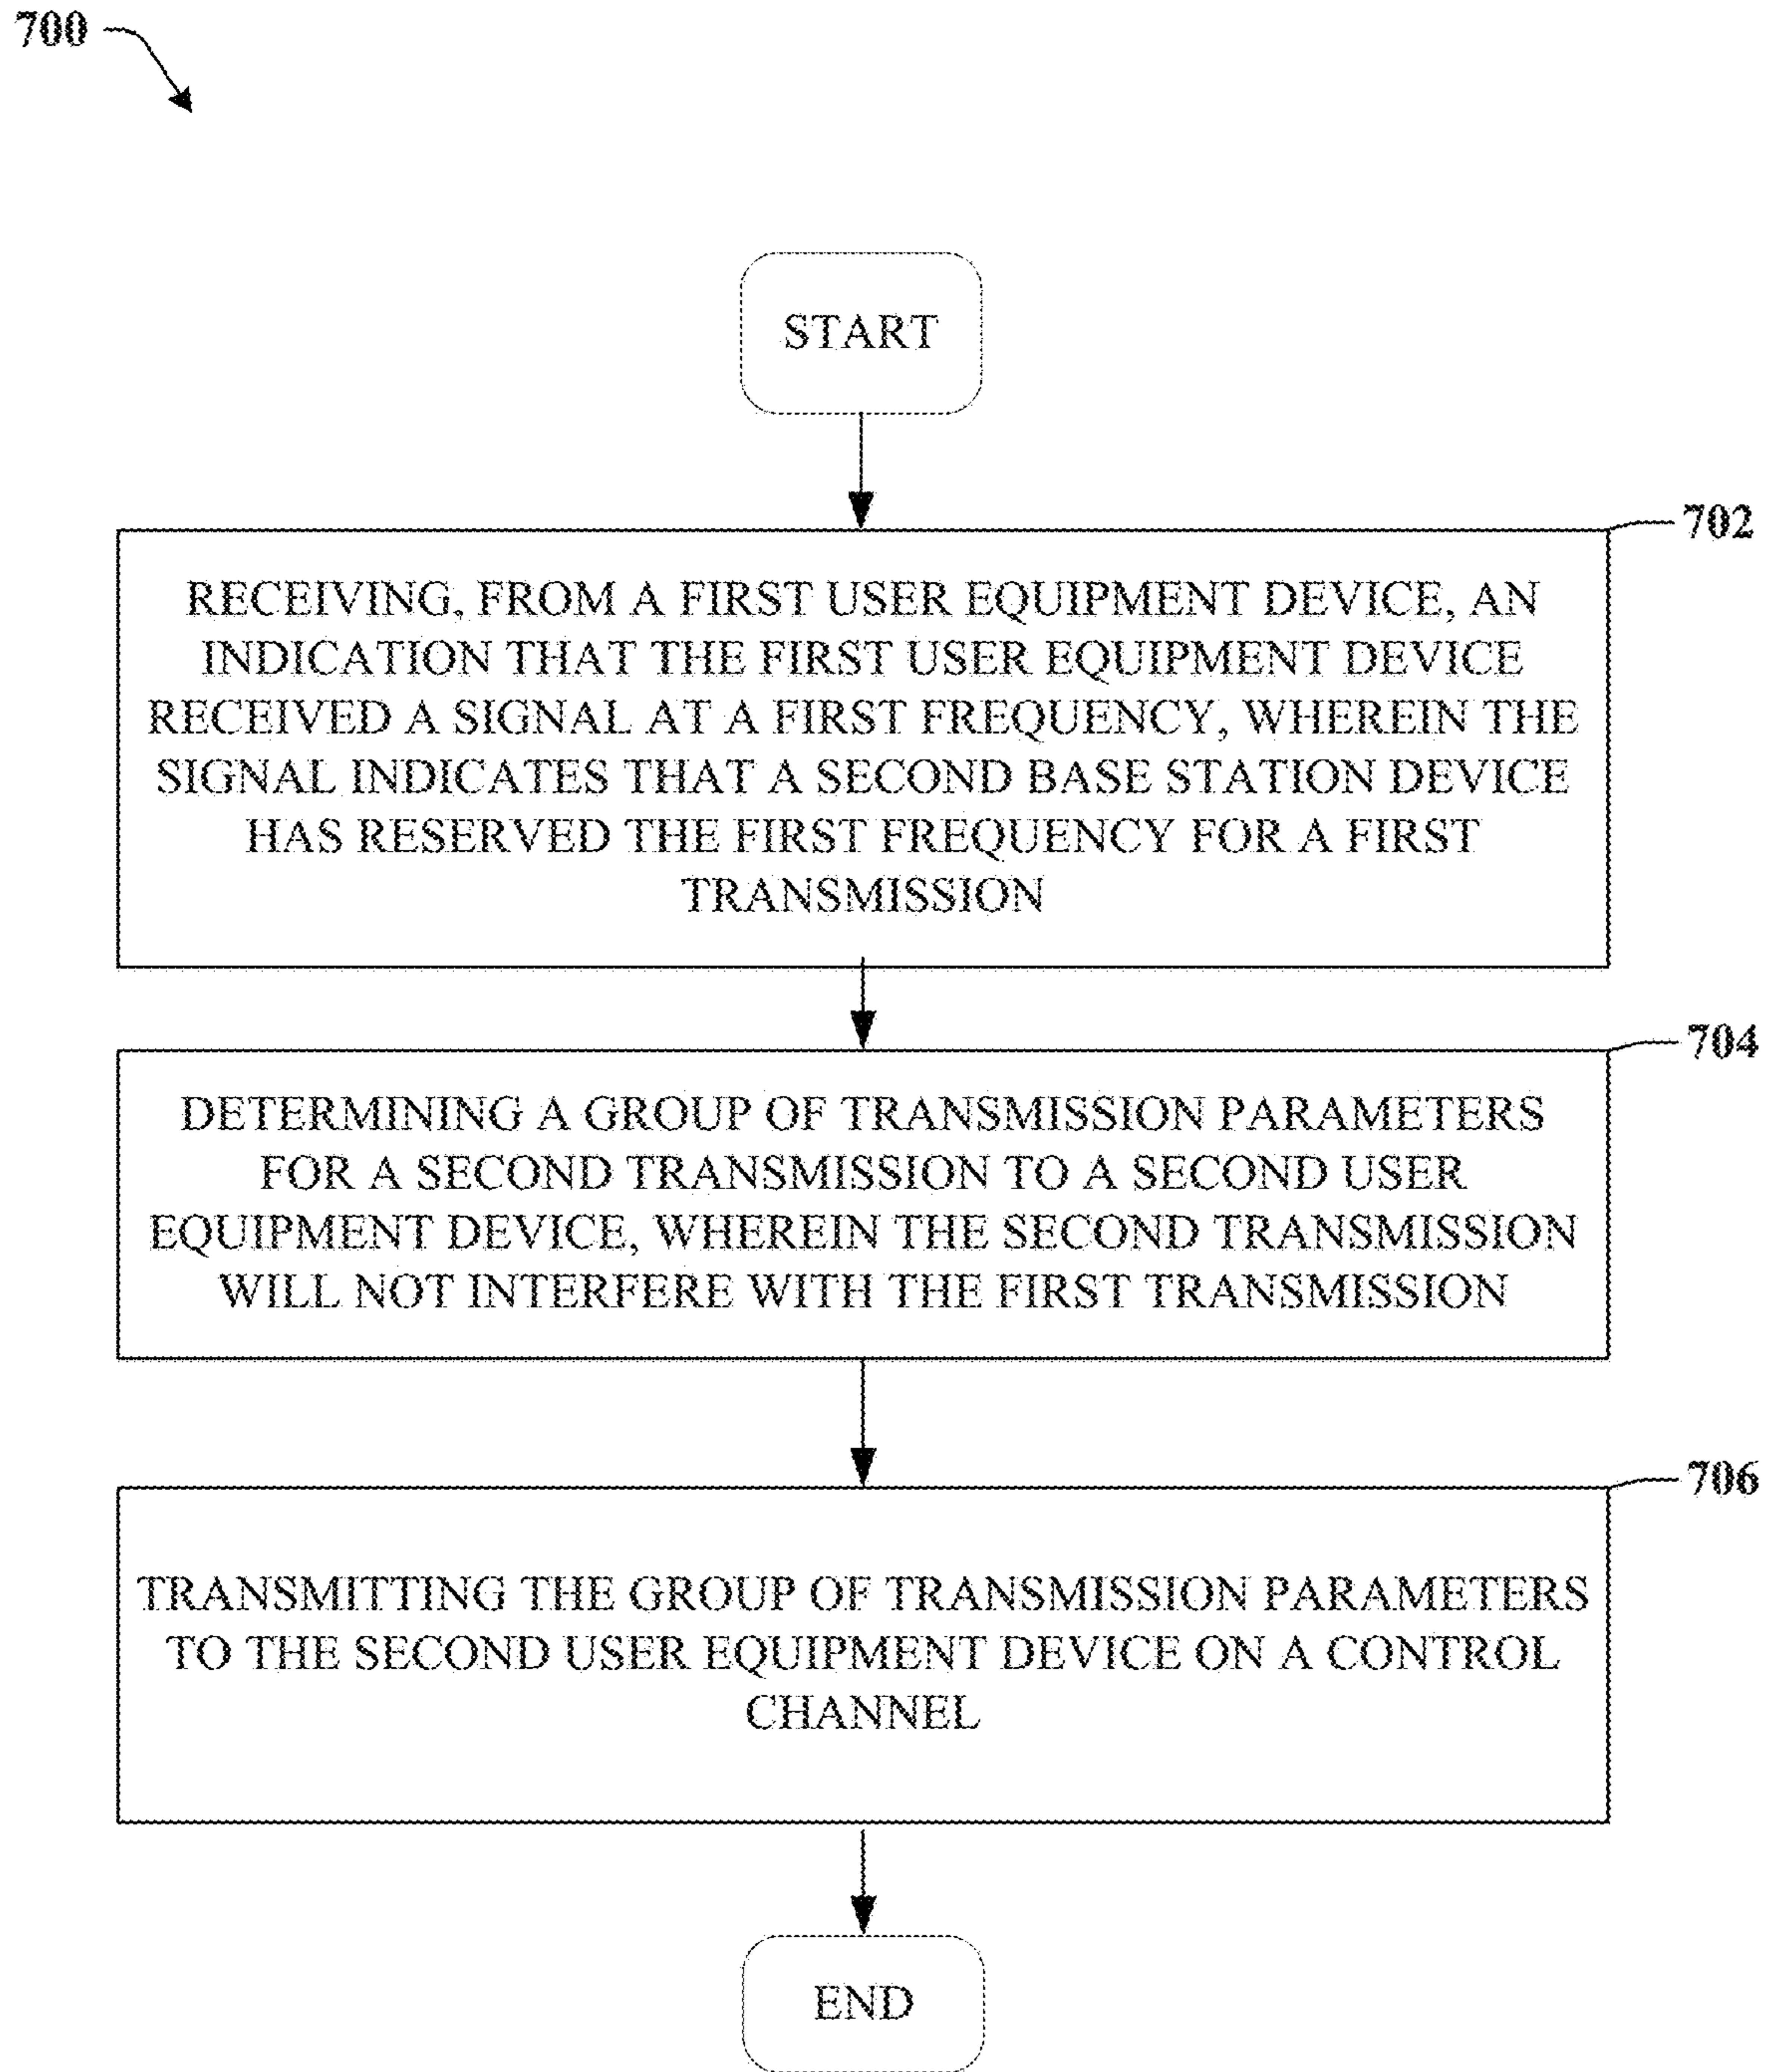 700
START
702
RECEIVING, FROM A FIRST USER EQUIPMENT DEVICE, AN
INDICATION THAT THE FIRST USER EQUIPMENT DEVICE
RECEIVED A SIGNAL AT A FIRST FREQUENCY, WHEREIN THE
SIGNAL INDICATES THAT A SECOND BASE STATION DEVICE
HAS RESERVED THE FIRST FREQUENCY FOR A FIRST
TRANSMISSION
704
DETERMINING A GROUP OF TRANSMISSION PARAMETERS
FOR A SECOND TRANSMISSION TO A SECOND USER
EQUIPMENT DEVICE, WHEREIN THE SECOND TRANSMISSION
WILL NOT INTERFERE WITH THE FIRST TRANSMISSION
706
TRANSMITTING THE GROUP OF TRANSMISSION PARAMETERS
TO THE SECOND USER EQUIPMENT DEVICE ON A CONTROL
CHANNEL
END